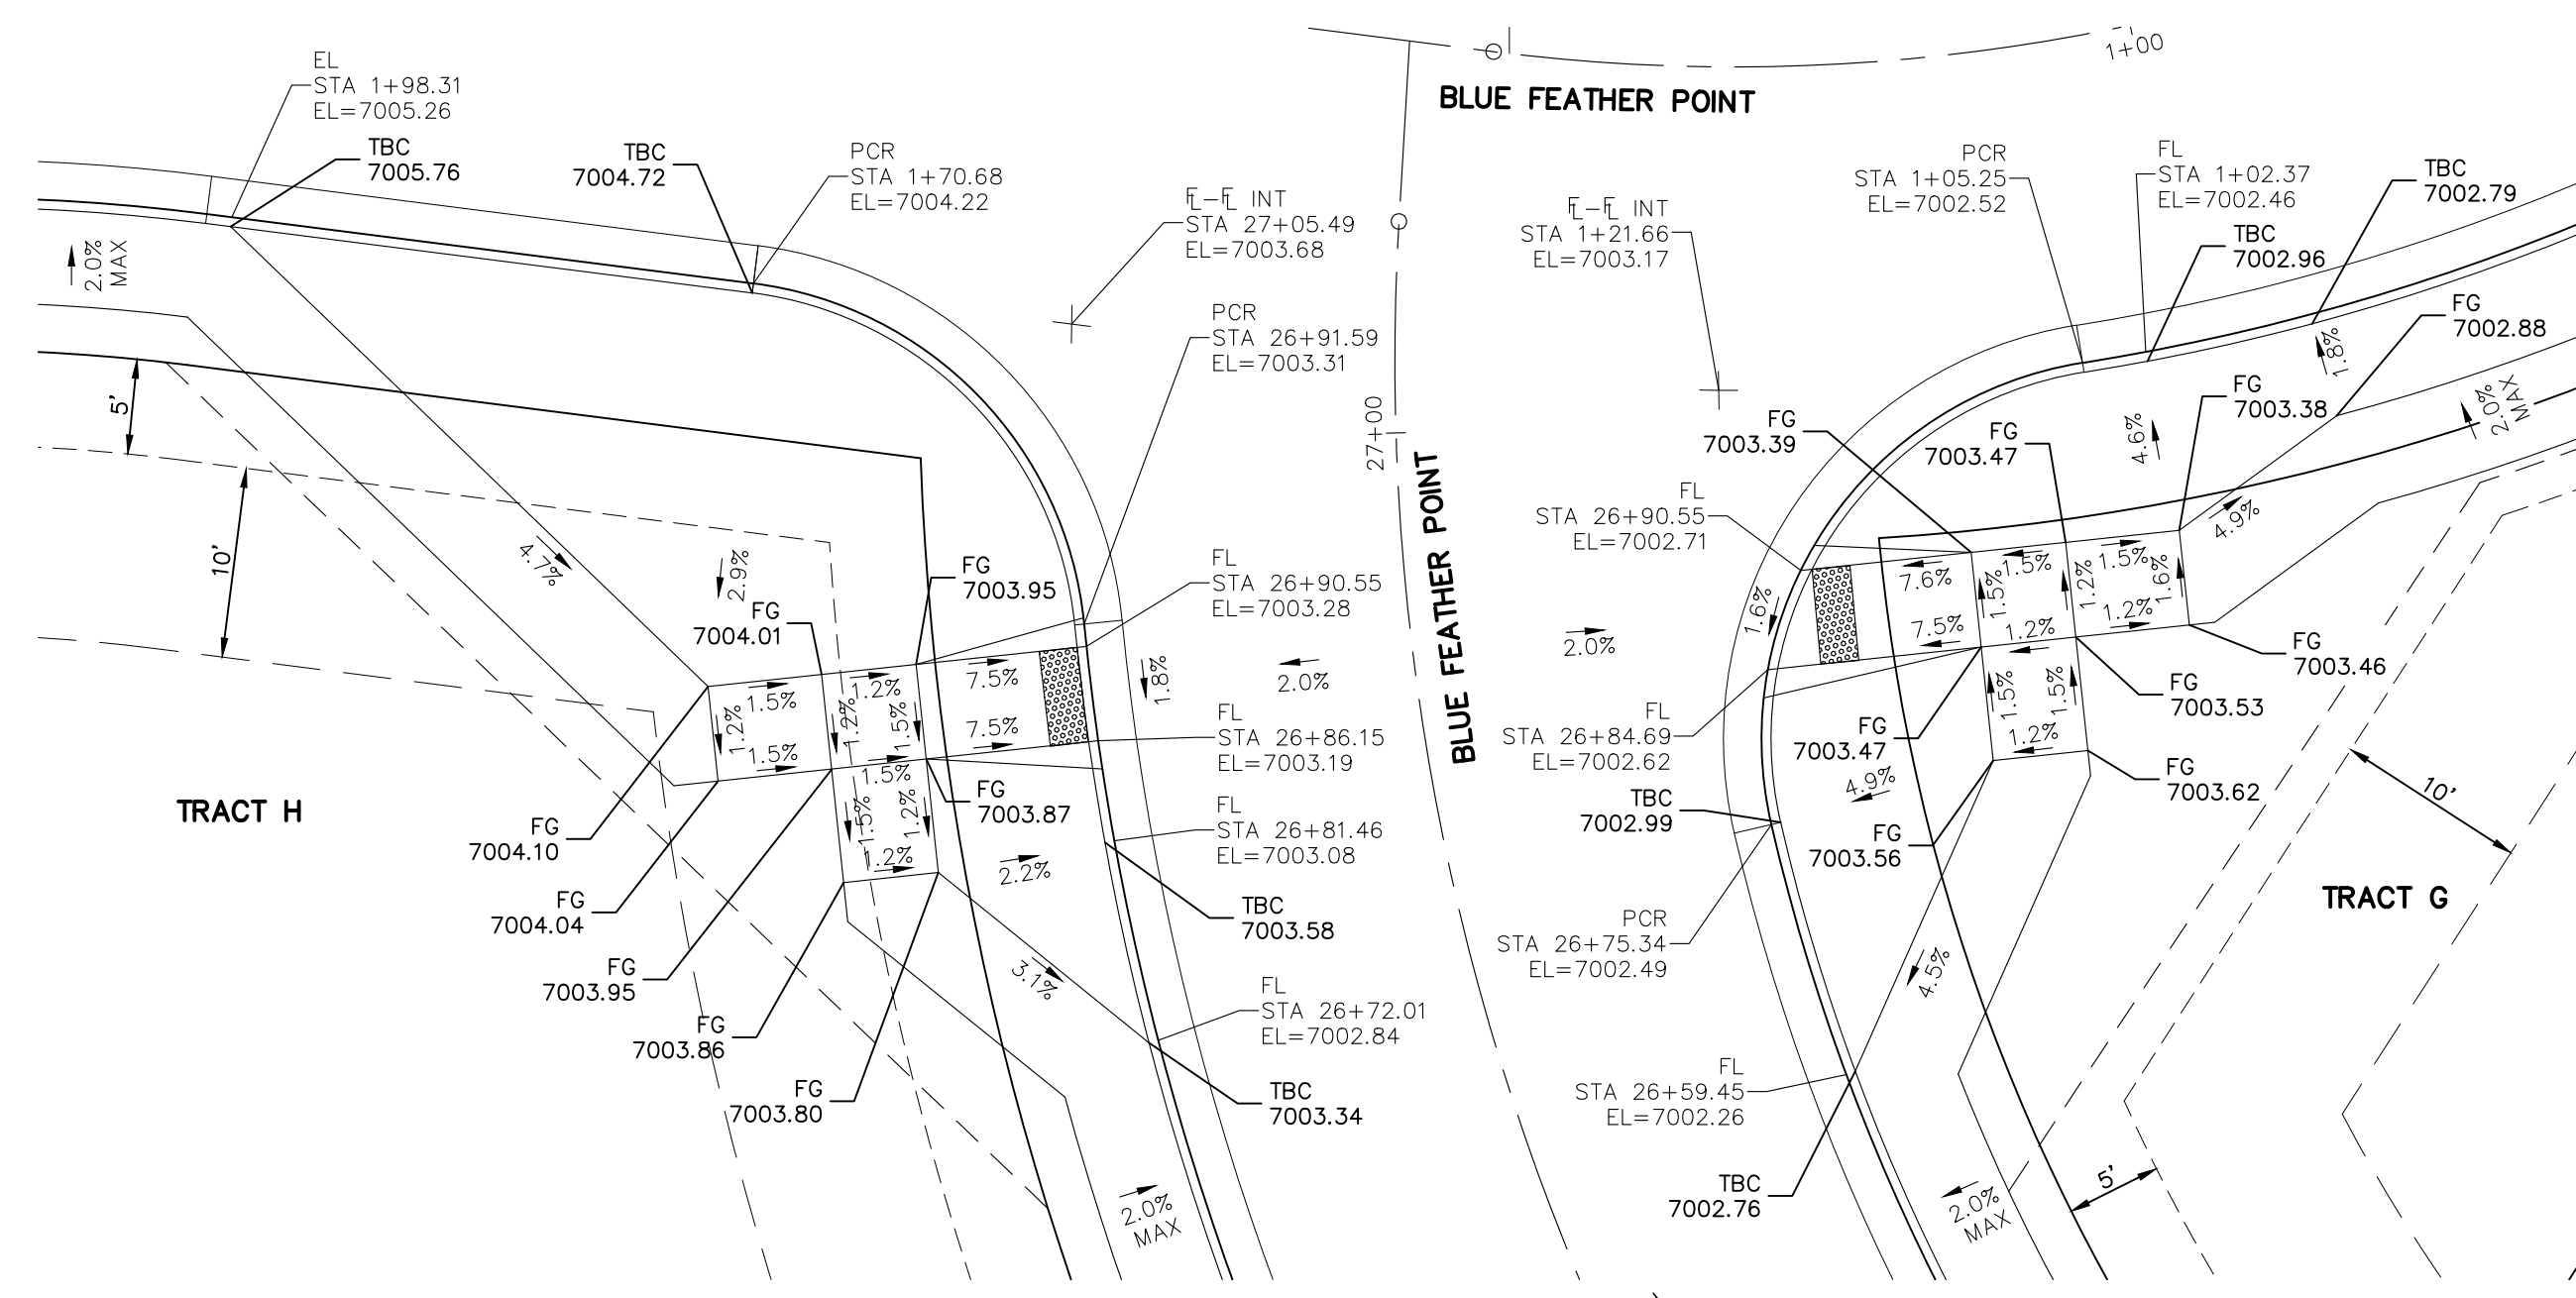 EL
STA 1+98.31
EL=7005.26
TBC
7005.76
TBC
7004.72
PCR
STA 1+70.68
EL=7004.22
2.0%
MAX
5'
10'
4.7%
2.9%
FL-FL INT
STA 27+05.49
EL=7003.68
PCR
STA 26+91.59
EL=7003.31
FG
7003.95
FL
STA 26+90.55
EL=7003.28
FG
7004.01
1.5%
1.2%
7.5%
1.2%
1.2%
1.5%
1.5%
1.5%
7.5%
1.8%
2.0%
FL
STA 26+86.15
EL=7003.19
TRACT H
FG
7003.87
FL
STA 26+81.46
EL=7003.08
1.5%
1.2%
1.2%
2.2%
FG
7004.10
FG
7004.04
FG
7003.95
FG
7003.86
FG
7003.80
TBC
7003.58
3.1%
FL
STA 26+72.01
EL=7002.84
TBC
7003.34
2.0%
MAX
1+00
BLUE FEATHER POINT
27+00
BLUE FEATHER POINT
FL-FL INT
STA 1+21.66
EL=7003.17
PCR
STA 1+05.25
EL=7002.52
FL
STA 1+02.37
EL=7002.46
TBC
7002.79
TBC
7002.96
FG
7002.88
1.8%
FG
7003.38
2.0%
MAX
FG
7003.39
FG
7003.47
4.6%
FL
STA 26+90.55
EL=7002.71
4.9%
7.6%
1.5%
1.5%
1.6%
1.5%
1.2%
1.6%
7.5%
1.2%
1.2%
2.0%
FG
7003.46
FG
7003.53
FL
STA 26+84.69
EL=7002.62
FG
7003.47
1.5%
1.5%
1.2%
4.9%
FG
7003.62
TBC
7002.99
FG
7003.56
10'
TRACT G
PCR
STA 26+75.34
EL=7002.49
4.5%
FL
STA 26+59.45
EL=7002.26
TBC
7002.76
2.0%
MAX
5'